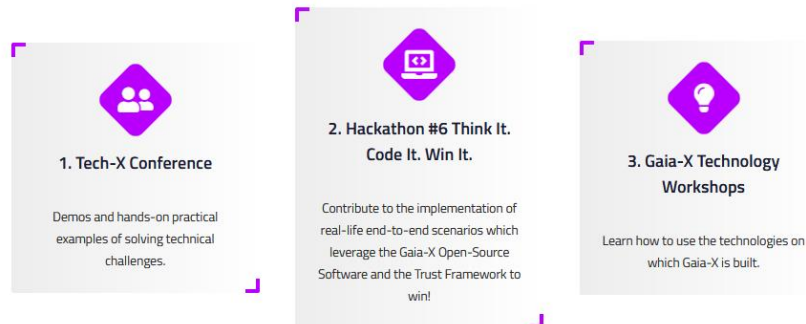 1. Tech-X Conference
Demos and hands-on practical
examples of solving technical
challenges.
2. Hackathon #6 Think It.
Code It. Win It.
Contribute to the implementation of
real-life end-to-end scenarios which
leverage the Gaia-X Open-Source
Software and the Trust Framework to
win!
3. Gaia-X Technology
Workshops
Learn how to use the technologies on
which Gaia-X is built.